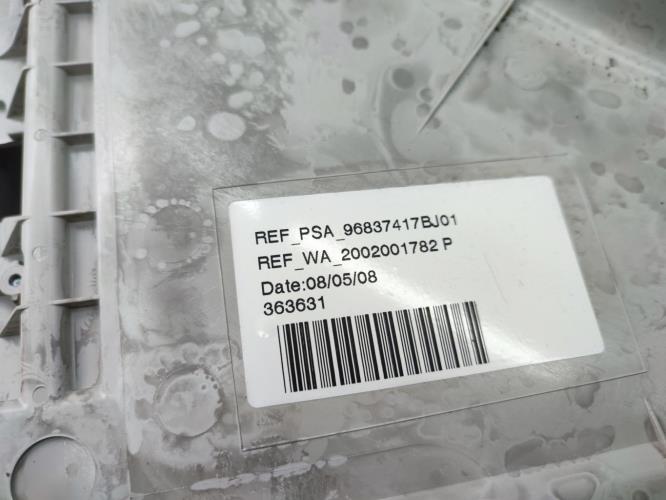 REF_PSA_96837417BJ01
REF_WA_2002001782 P
Date:08/05/08
363631